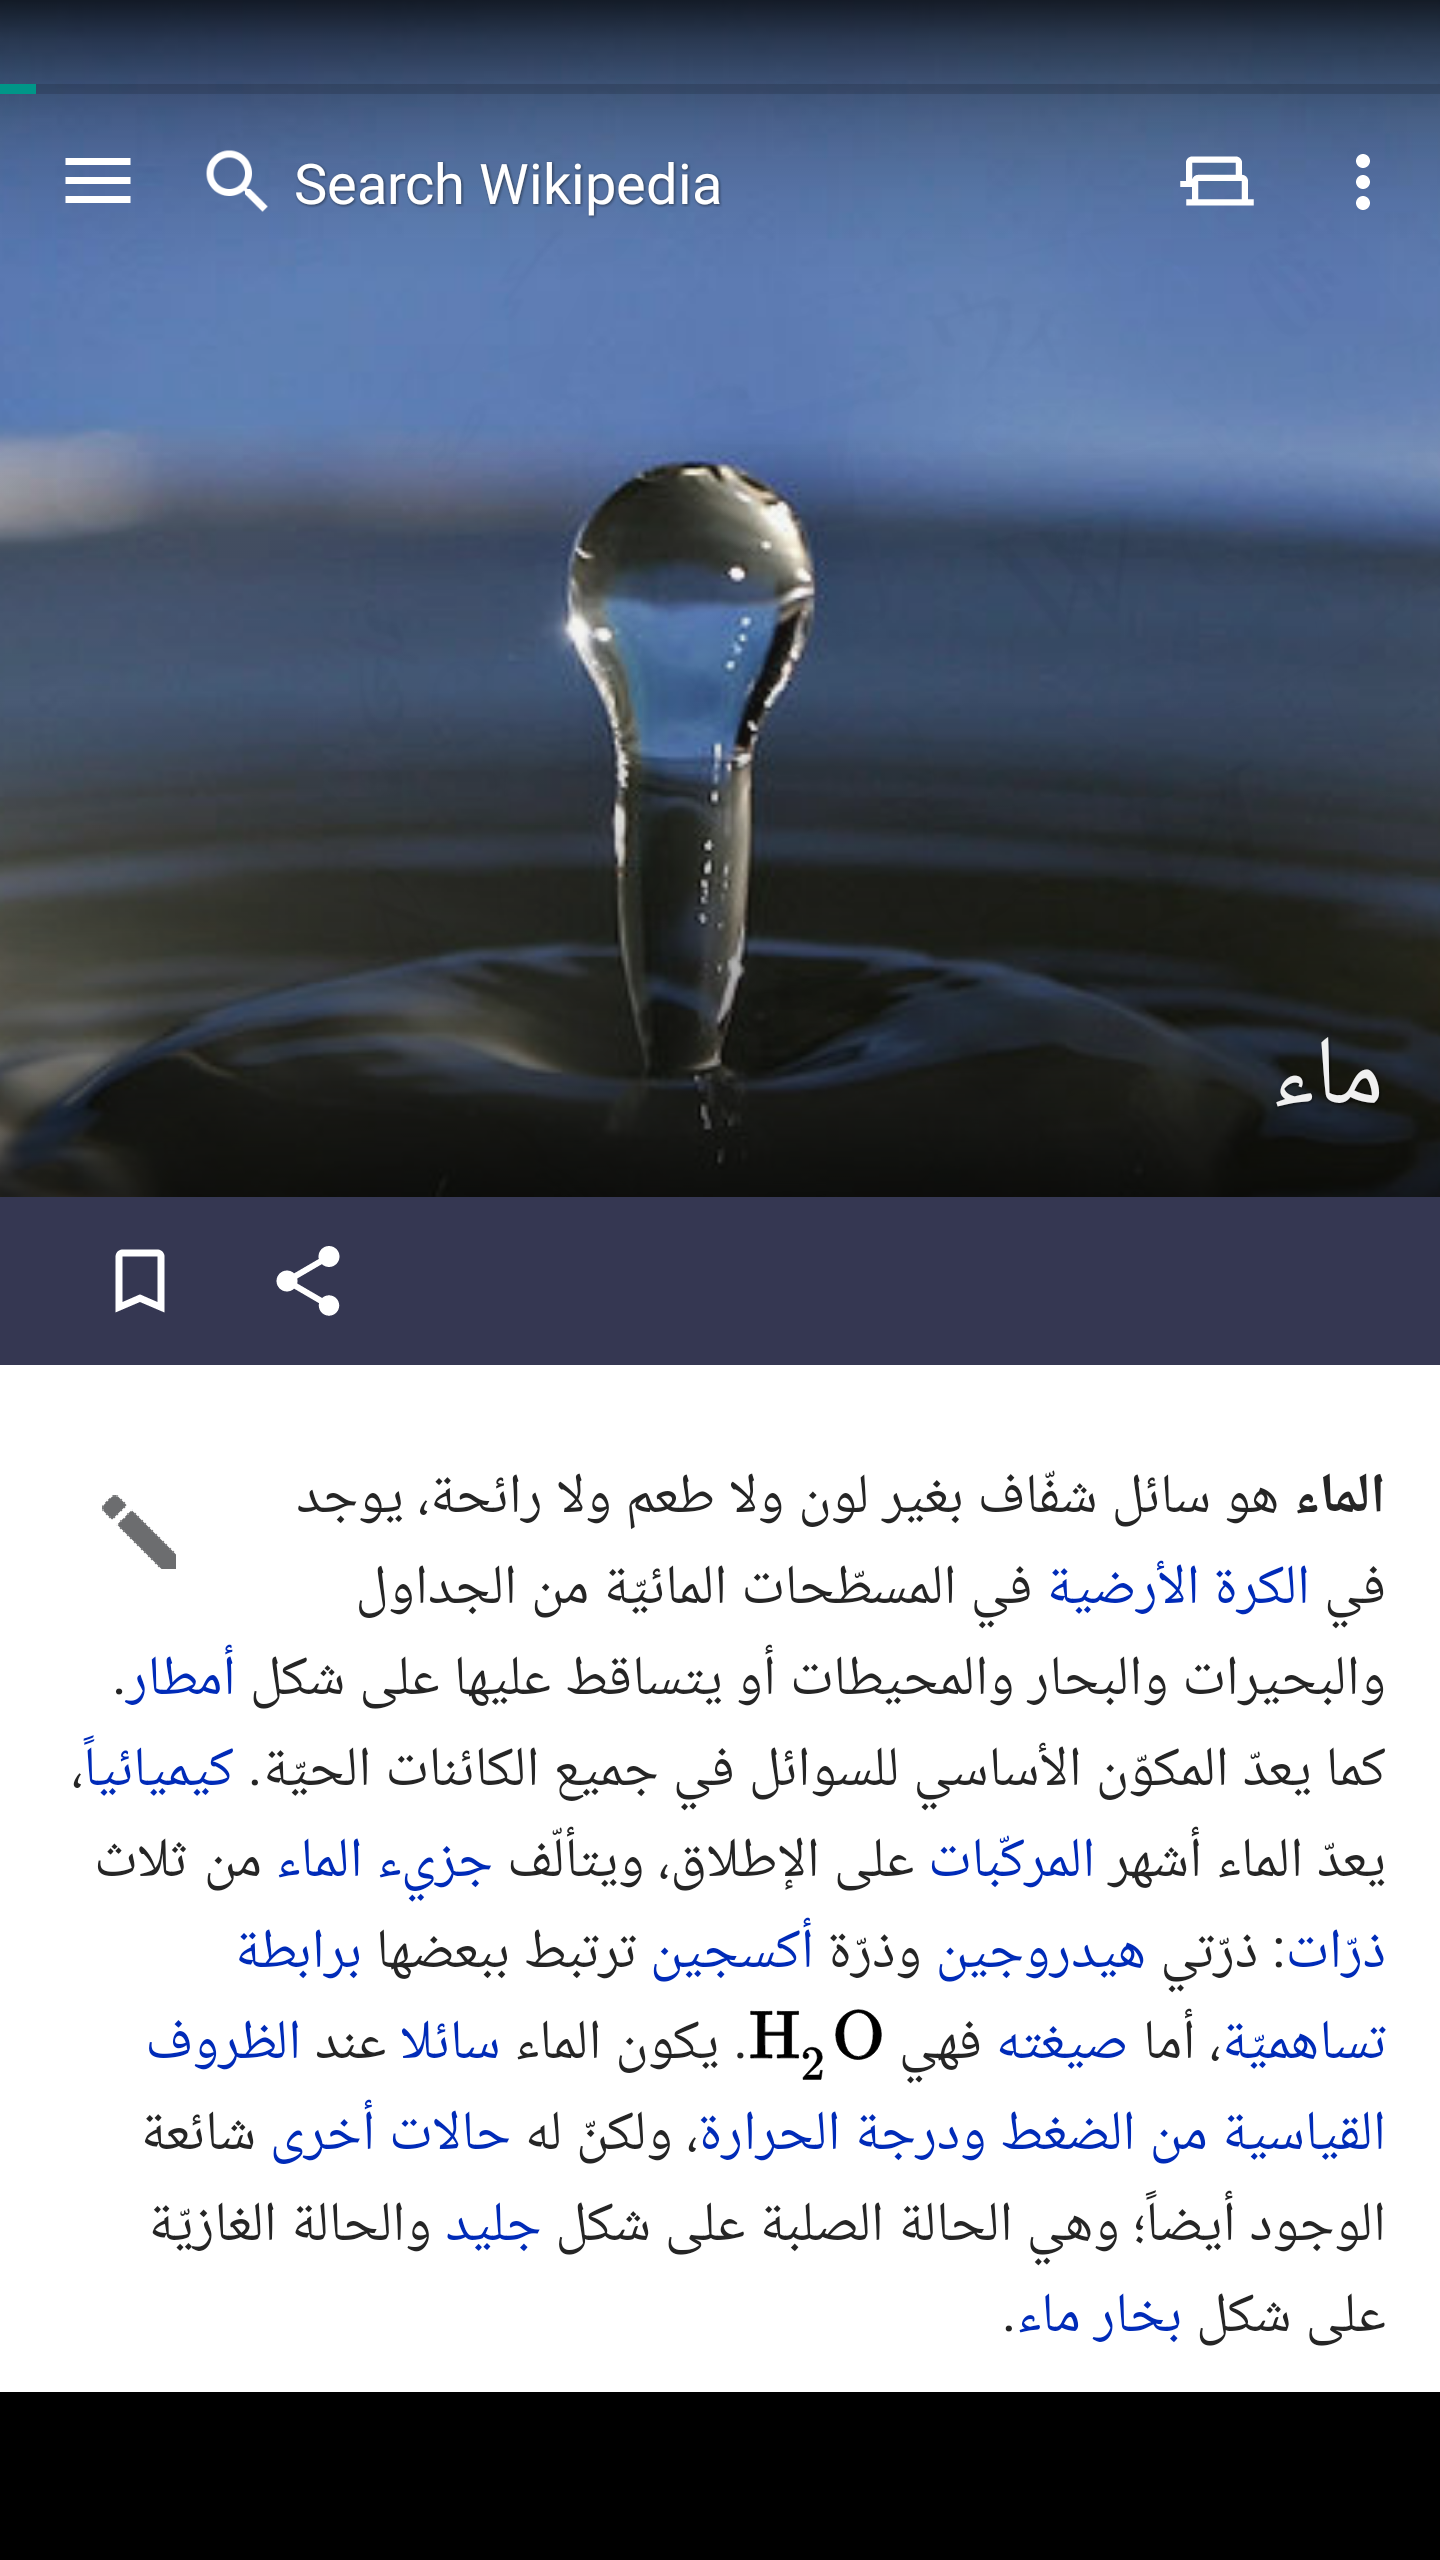 Search Wikipedia
ماء
الماء هو سائل شفّاف بغير لون ولا طعم ولا رائحة، يوجد
في الكرة الأرضية في المسطّحات المائيّة من الجداول
والبحيرات والبحار والمحيطات أو يتساقط عليها على شكل أمطار.
كما يعدّ المكوّن الأساسي للسوائل في جميع الكائنات الحيّة. كيميائياً،
يعدّ الماء أشهر المركّبات على الإطلاق، ويتألّف جزيء الماء من ثلاث
ذرّات: ذرّتي هيدروجين وذرّة أكسجين ترتبط ببعضها برابطة
تساهميّة، أما صيغته فهي H₂O. يكون الماء سائلا عند الظروف
القياسية من الضغط ودرجة الحرارة، ولكنّ له حالات أخرى شائعة
الوجود أيضاً؛ وهي الحالة الصلبة على شكل جليد والحالة الغازيّة
على شكل بخار ماء.